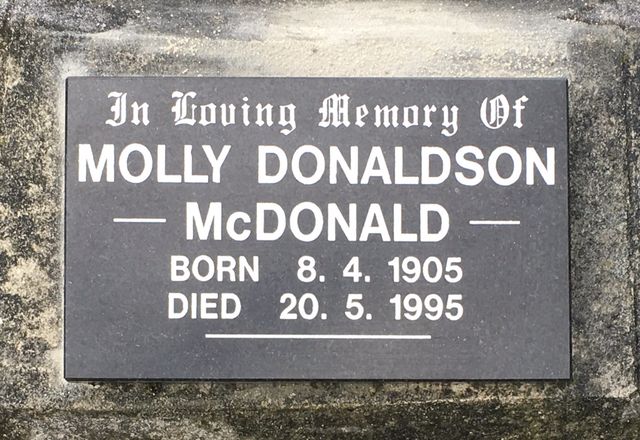 In Loving Memory Of
MOLLY DONALDSON
— McDONALD —
BORN 8. 4. 1905
DIED 20. 5. 1995